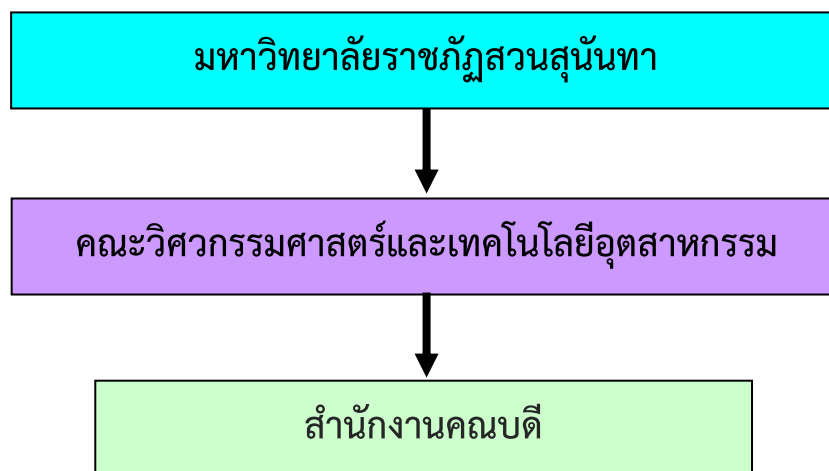 มหาวิทยาลัยราชภัฏสวนสุนันทา
คณะวิศวกรรมศาสตร์และเทคโนโลยีอุตสาหกรรม
สำนักงานคณบดี